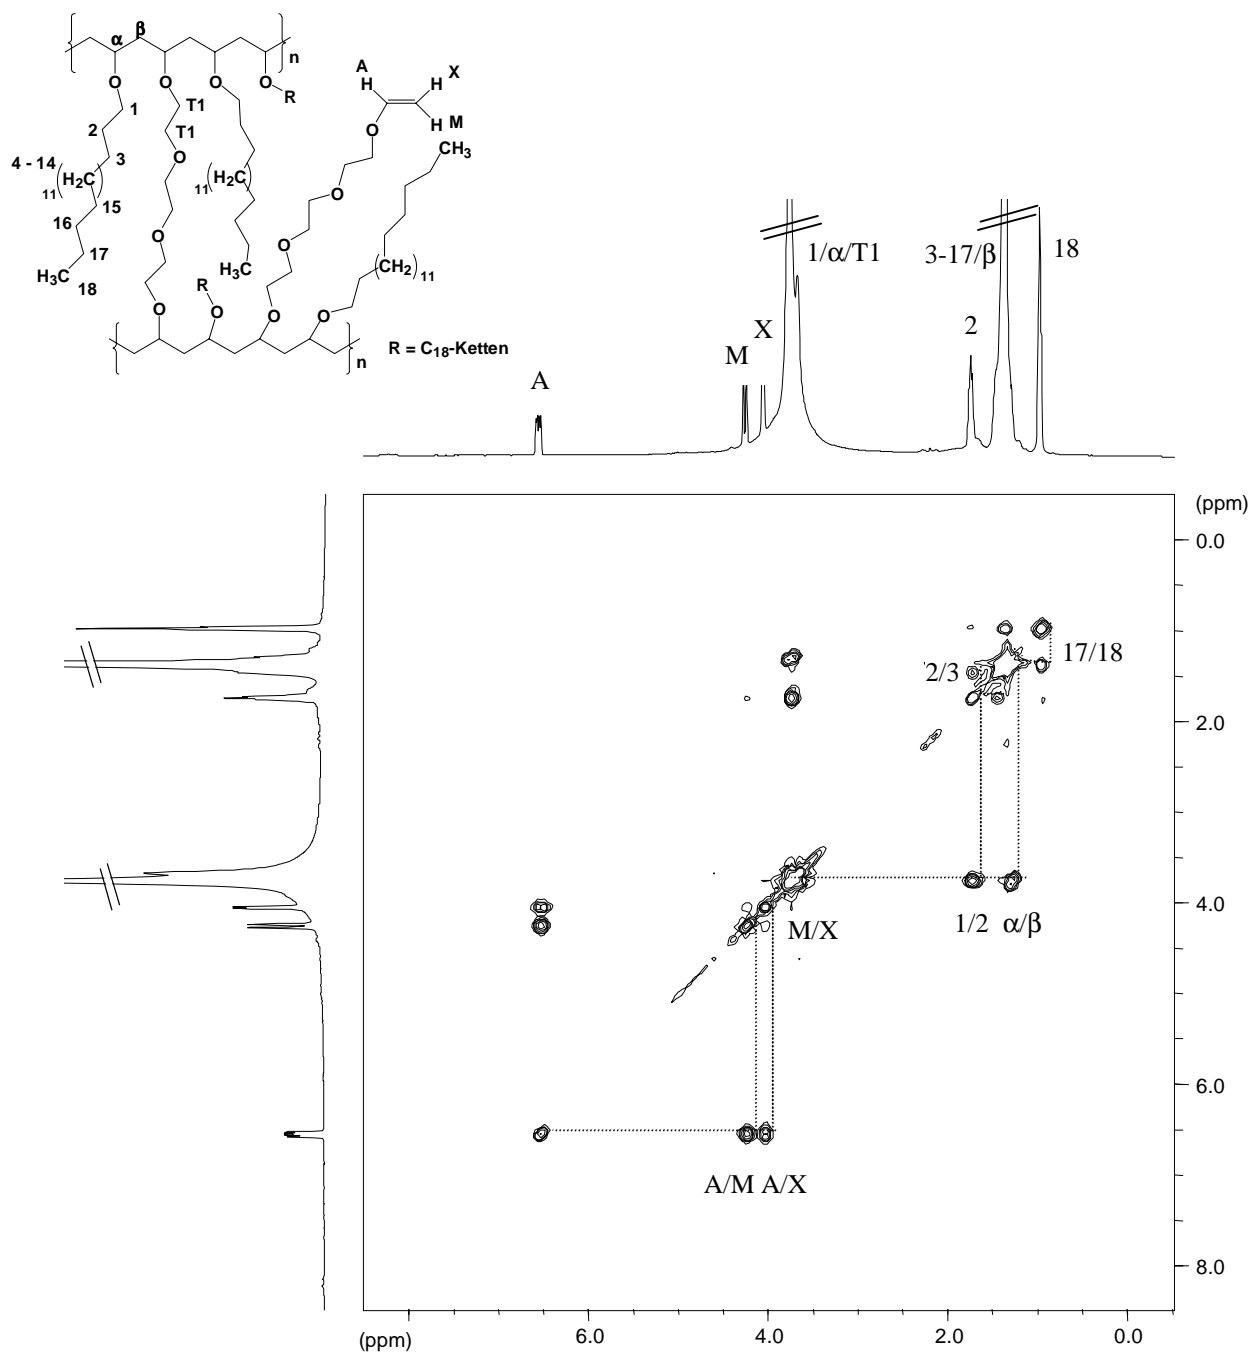 α β
n
O O O O
R
A
H H X
H M
O
1 T1
2 T1
3 O
4 - 14 (H2C)
11
15
16
17
H3C 18
11 (H2C)
H3C
CH3
O
O
O
(CH2) 11
R
O O O O
n
R = C18-Ketten
1/α/T1
3-17/β
18
2
X
M
A
(ppm)
0.0
17/18
2/3
2.0
4.0
M/X
1/2 α/β
6.0
A/M A/X
8.0
(ppm) 6.0 4.0 2.0 0.0